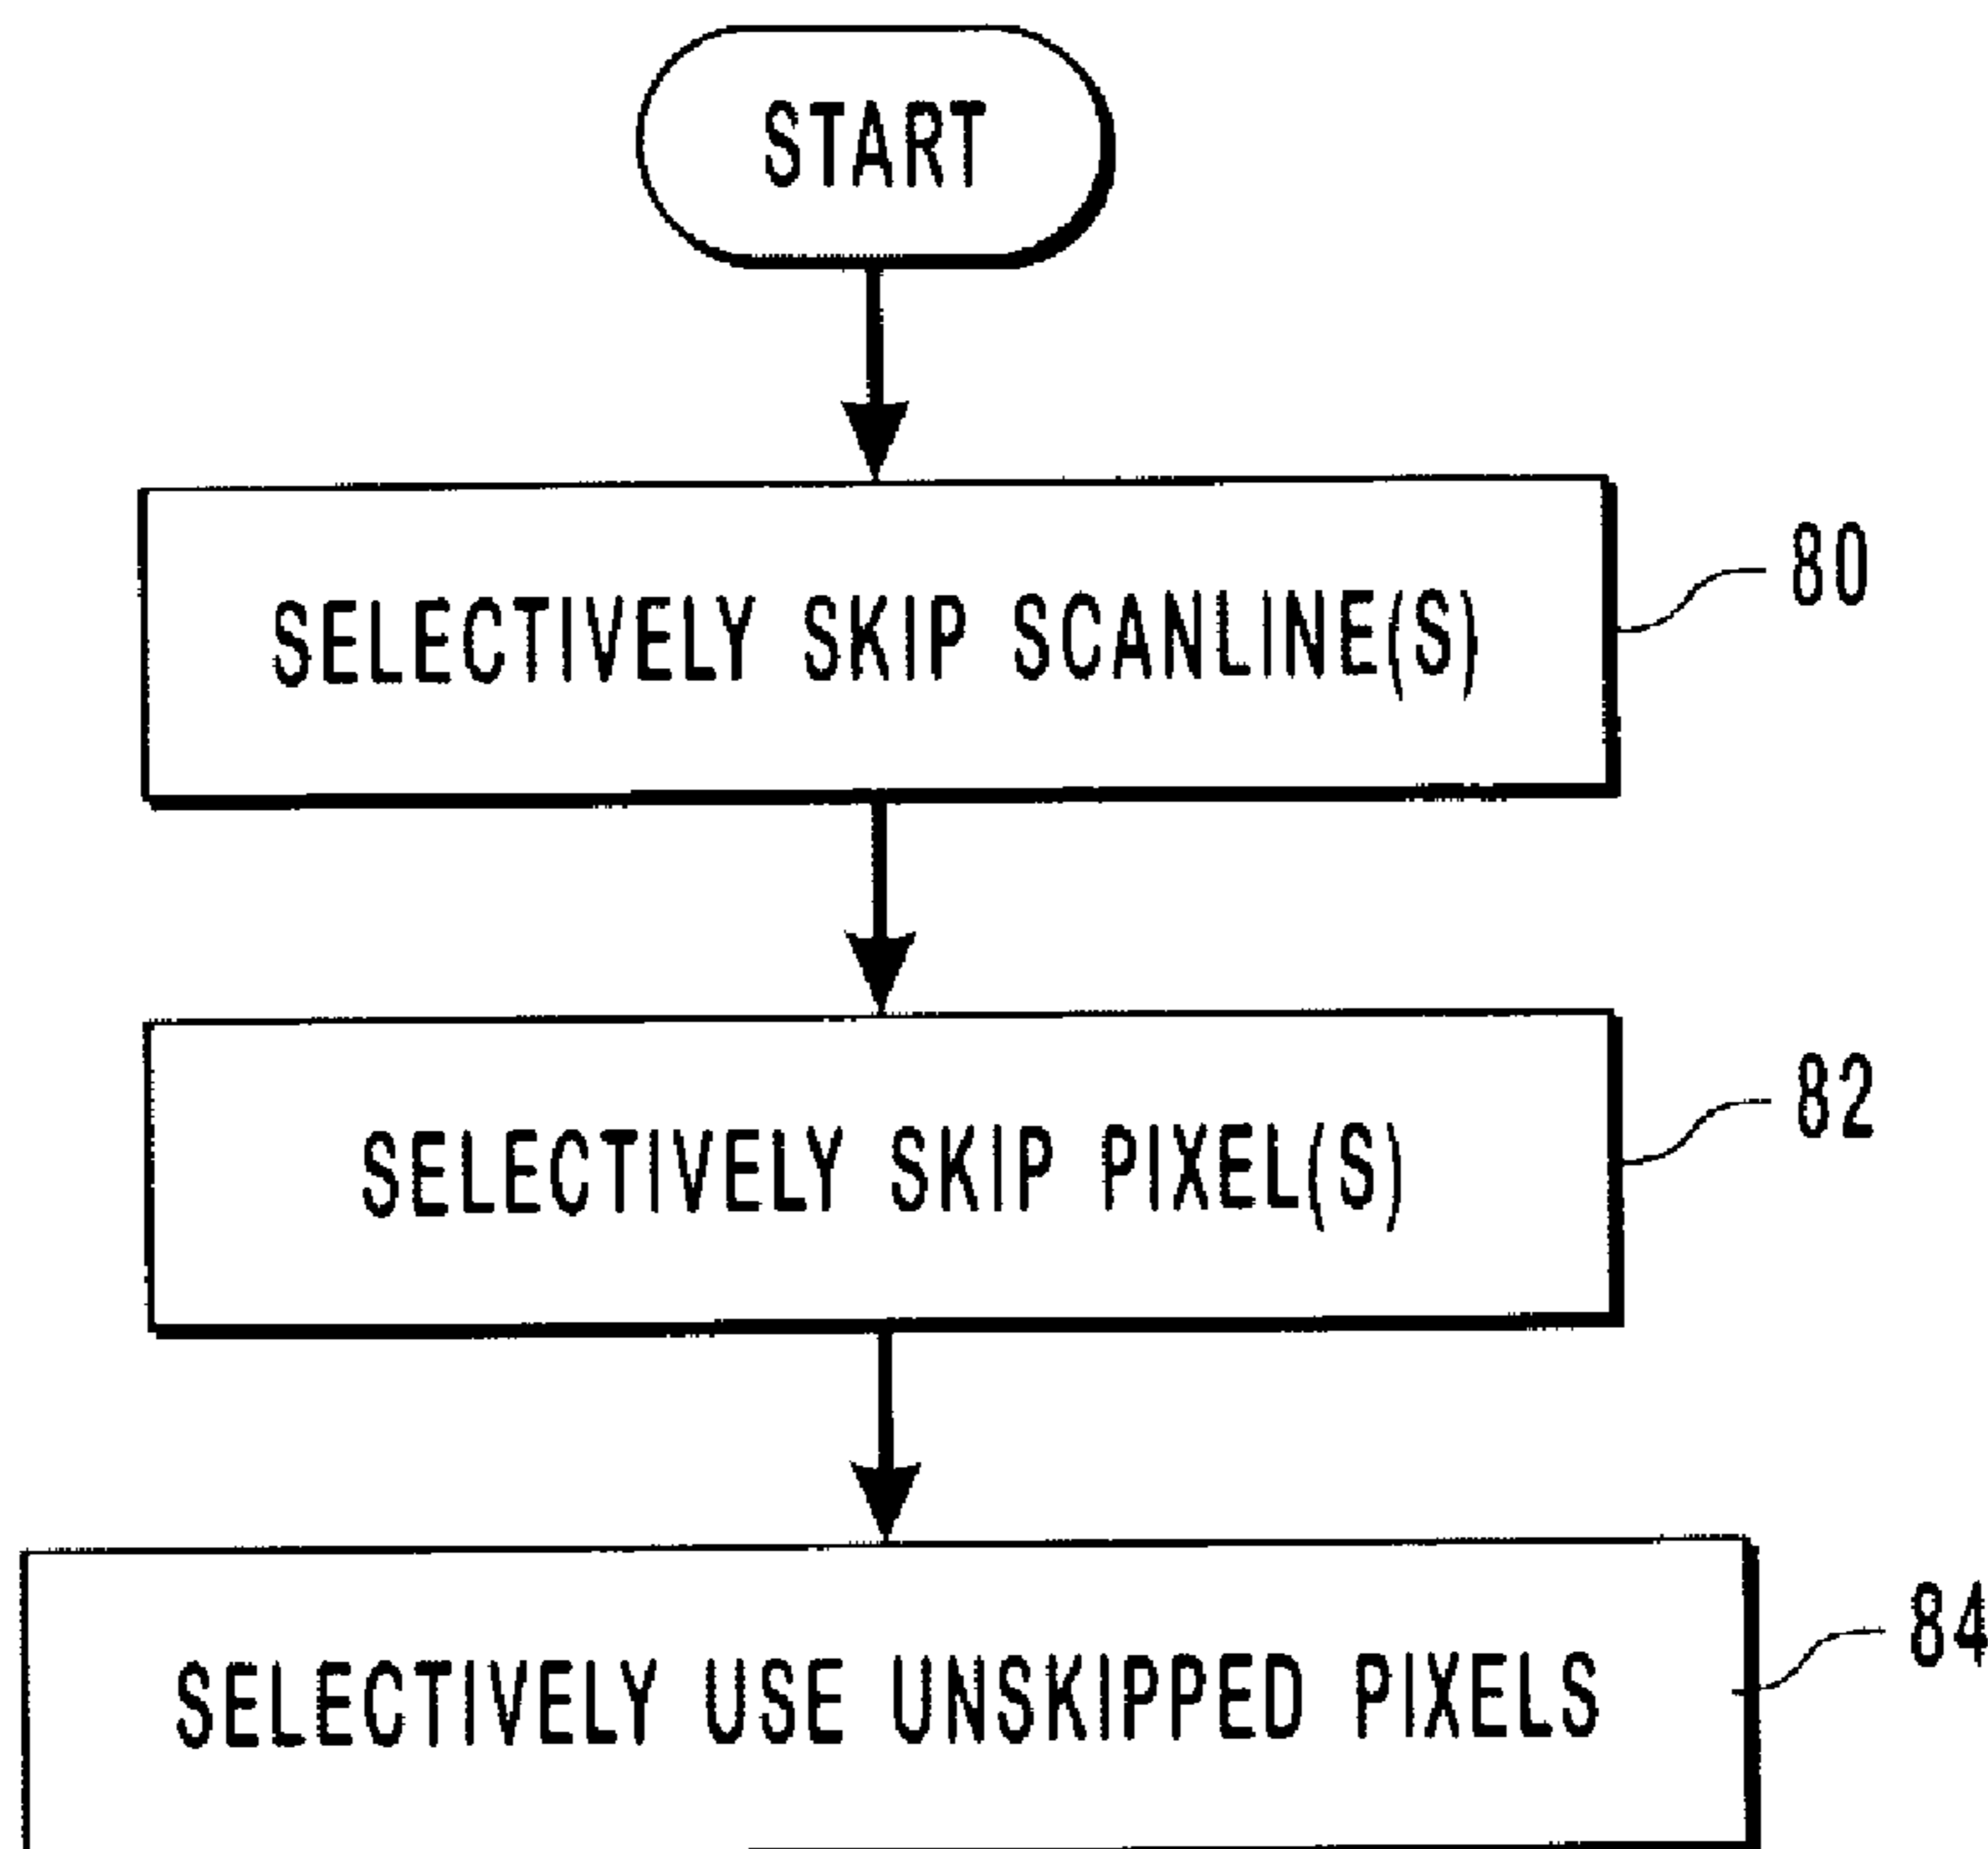 START
SELECTIVELY SKIP SCANLINE(S)
80
SELECTIVELY SKIP PIXEL(S)
82
SELECTIVELY USE UNSKIPPED PIXELS
84